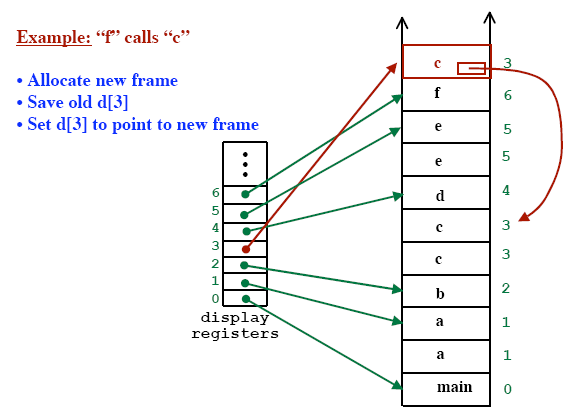 Example: “f” calls “c”
• Allocate new frame
• Save old d[3]
• Set d[3] to point to new frame
6
5
4
3
2
1
0
display
registers
c 3
f 6
e 5
e 5
d 4
c 3
c 3
b 2
a 1
a 1
main 0